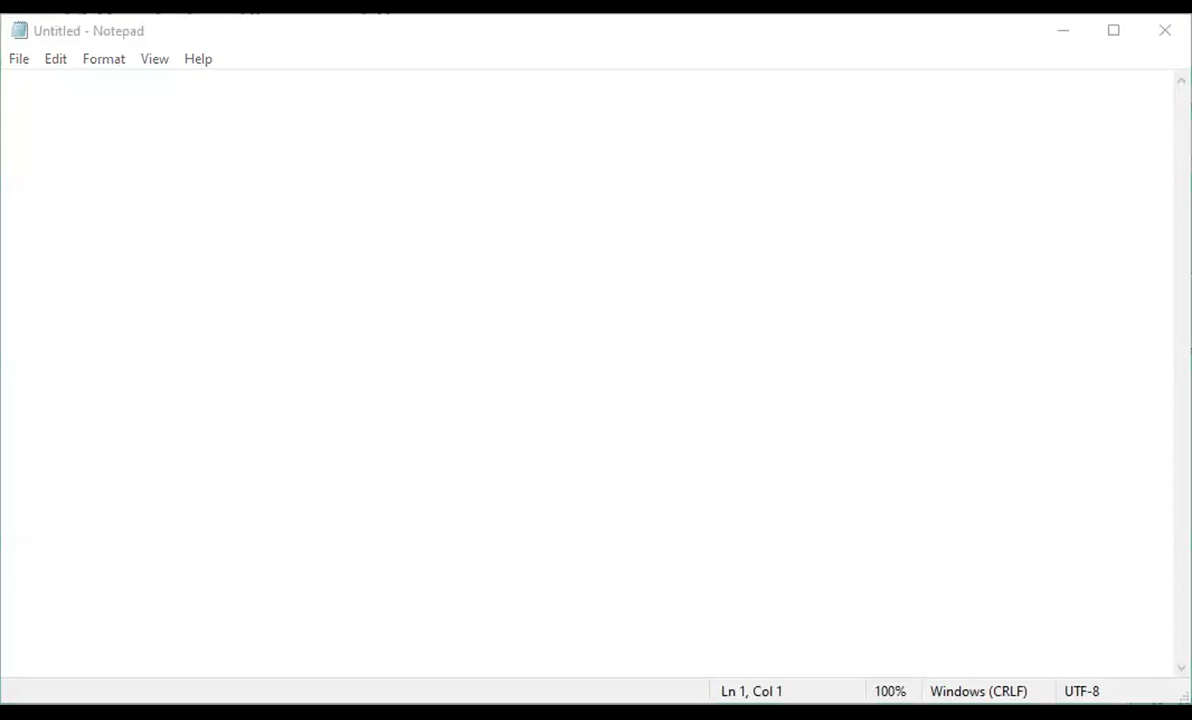 Untitled - Notepad
File Edit Format View Help
Ln 1, Col 1 100% Windows (CRLF) UTF-8